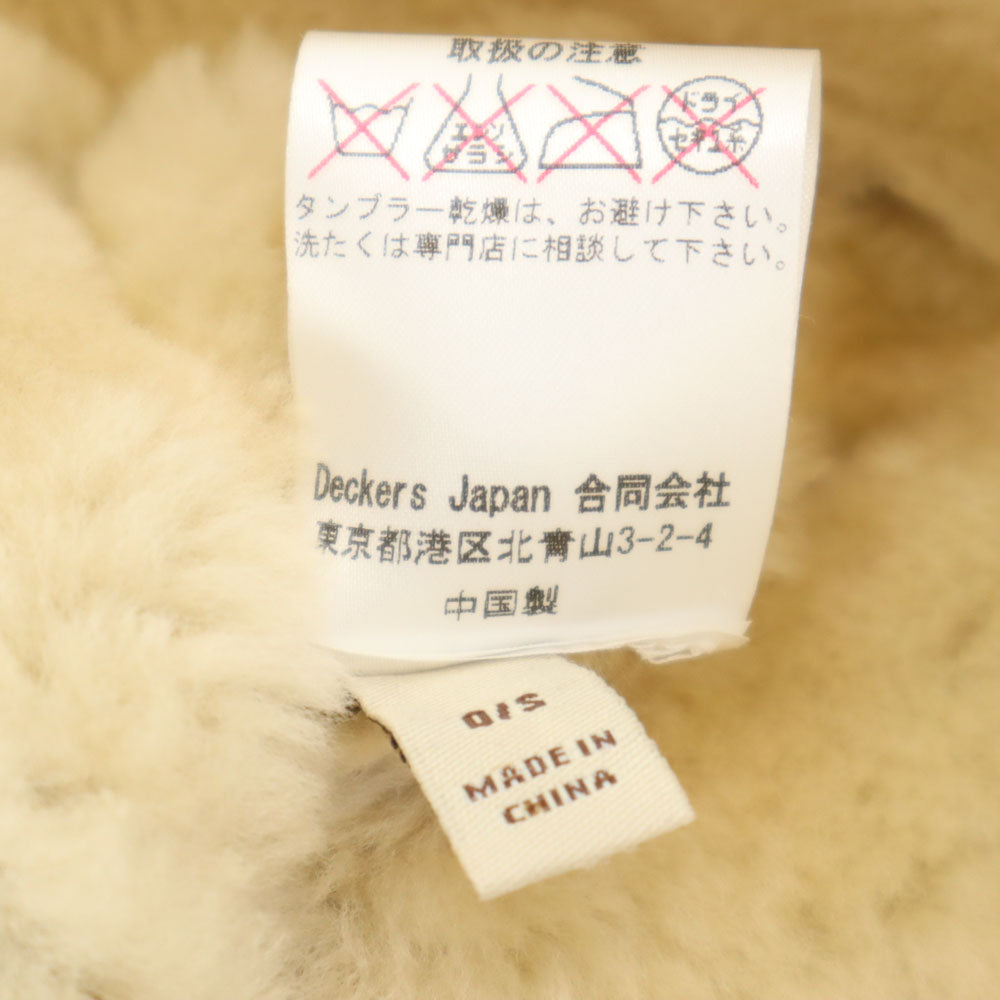 取扱の注意
エンソ
サラシ
ドライ
セキユ系
タンブラー乾燥は、お避け下さい。
洗たくは専門店に相談して下さい。
Deckers Japan 合同会社
東京都港区北青山3-2-4
中国製
O/S
MADE IN
CHINA